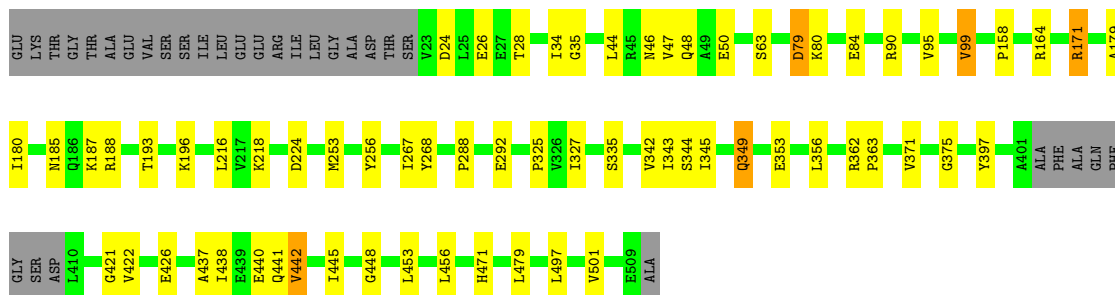 GLU LYS THR GLY THR ALA GLU VAL SER SER ILE LEU GLU GLU ARG ILE LEU GLY ALA ASP THR SER V23 D24 L25 E26 E27 T28 I34 G35 L44 R45 N46 V47 Q48 A49 E50 S63 D79 K80 E84 R90 V95 V99 P158 R164 R171 A179
I180 N185 Q186 K187 R188 T193 K196 L216 V217 K218 D224 M253 Y256 I267 Y268 P288 E292 P325 V326 I327 S335 V342 I343 S344 I345 Q349 E353 L356 R362 P363 V371 G375 Y397 A401 ALA PHE ALA GLN PHE
GLY SER ASP L410 G421 V422 E426 A437 I438 E439 E440 Q441 V442 I445 G448 L453 L456 H471 L479 L497 V501 E509 ALA